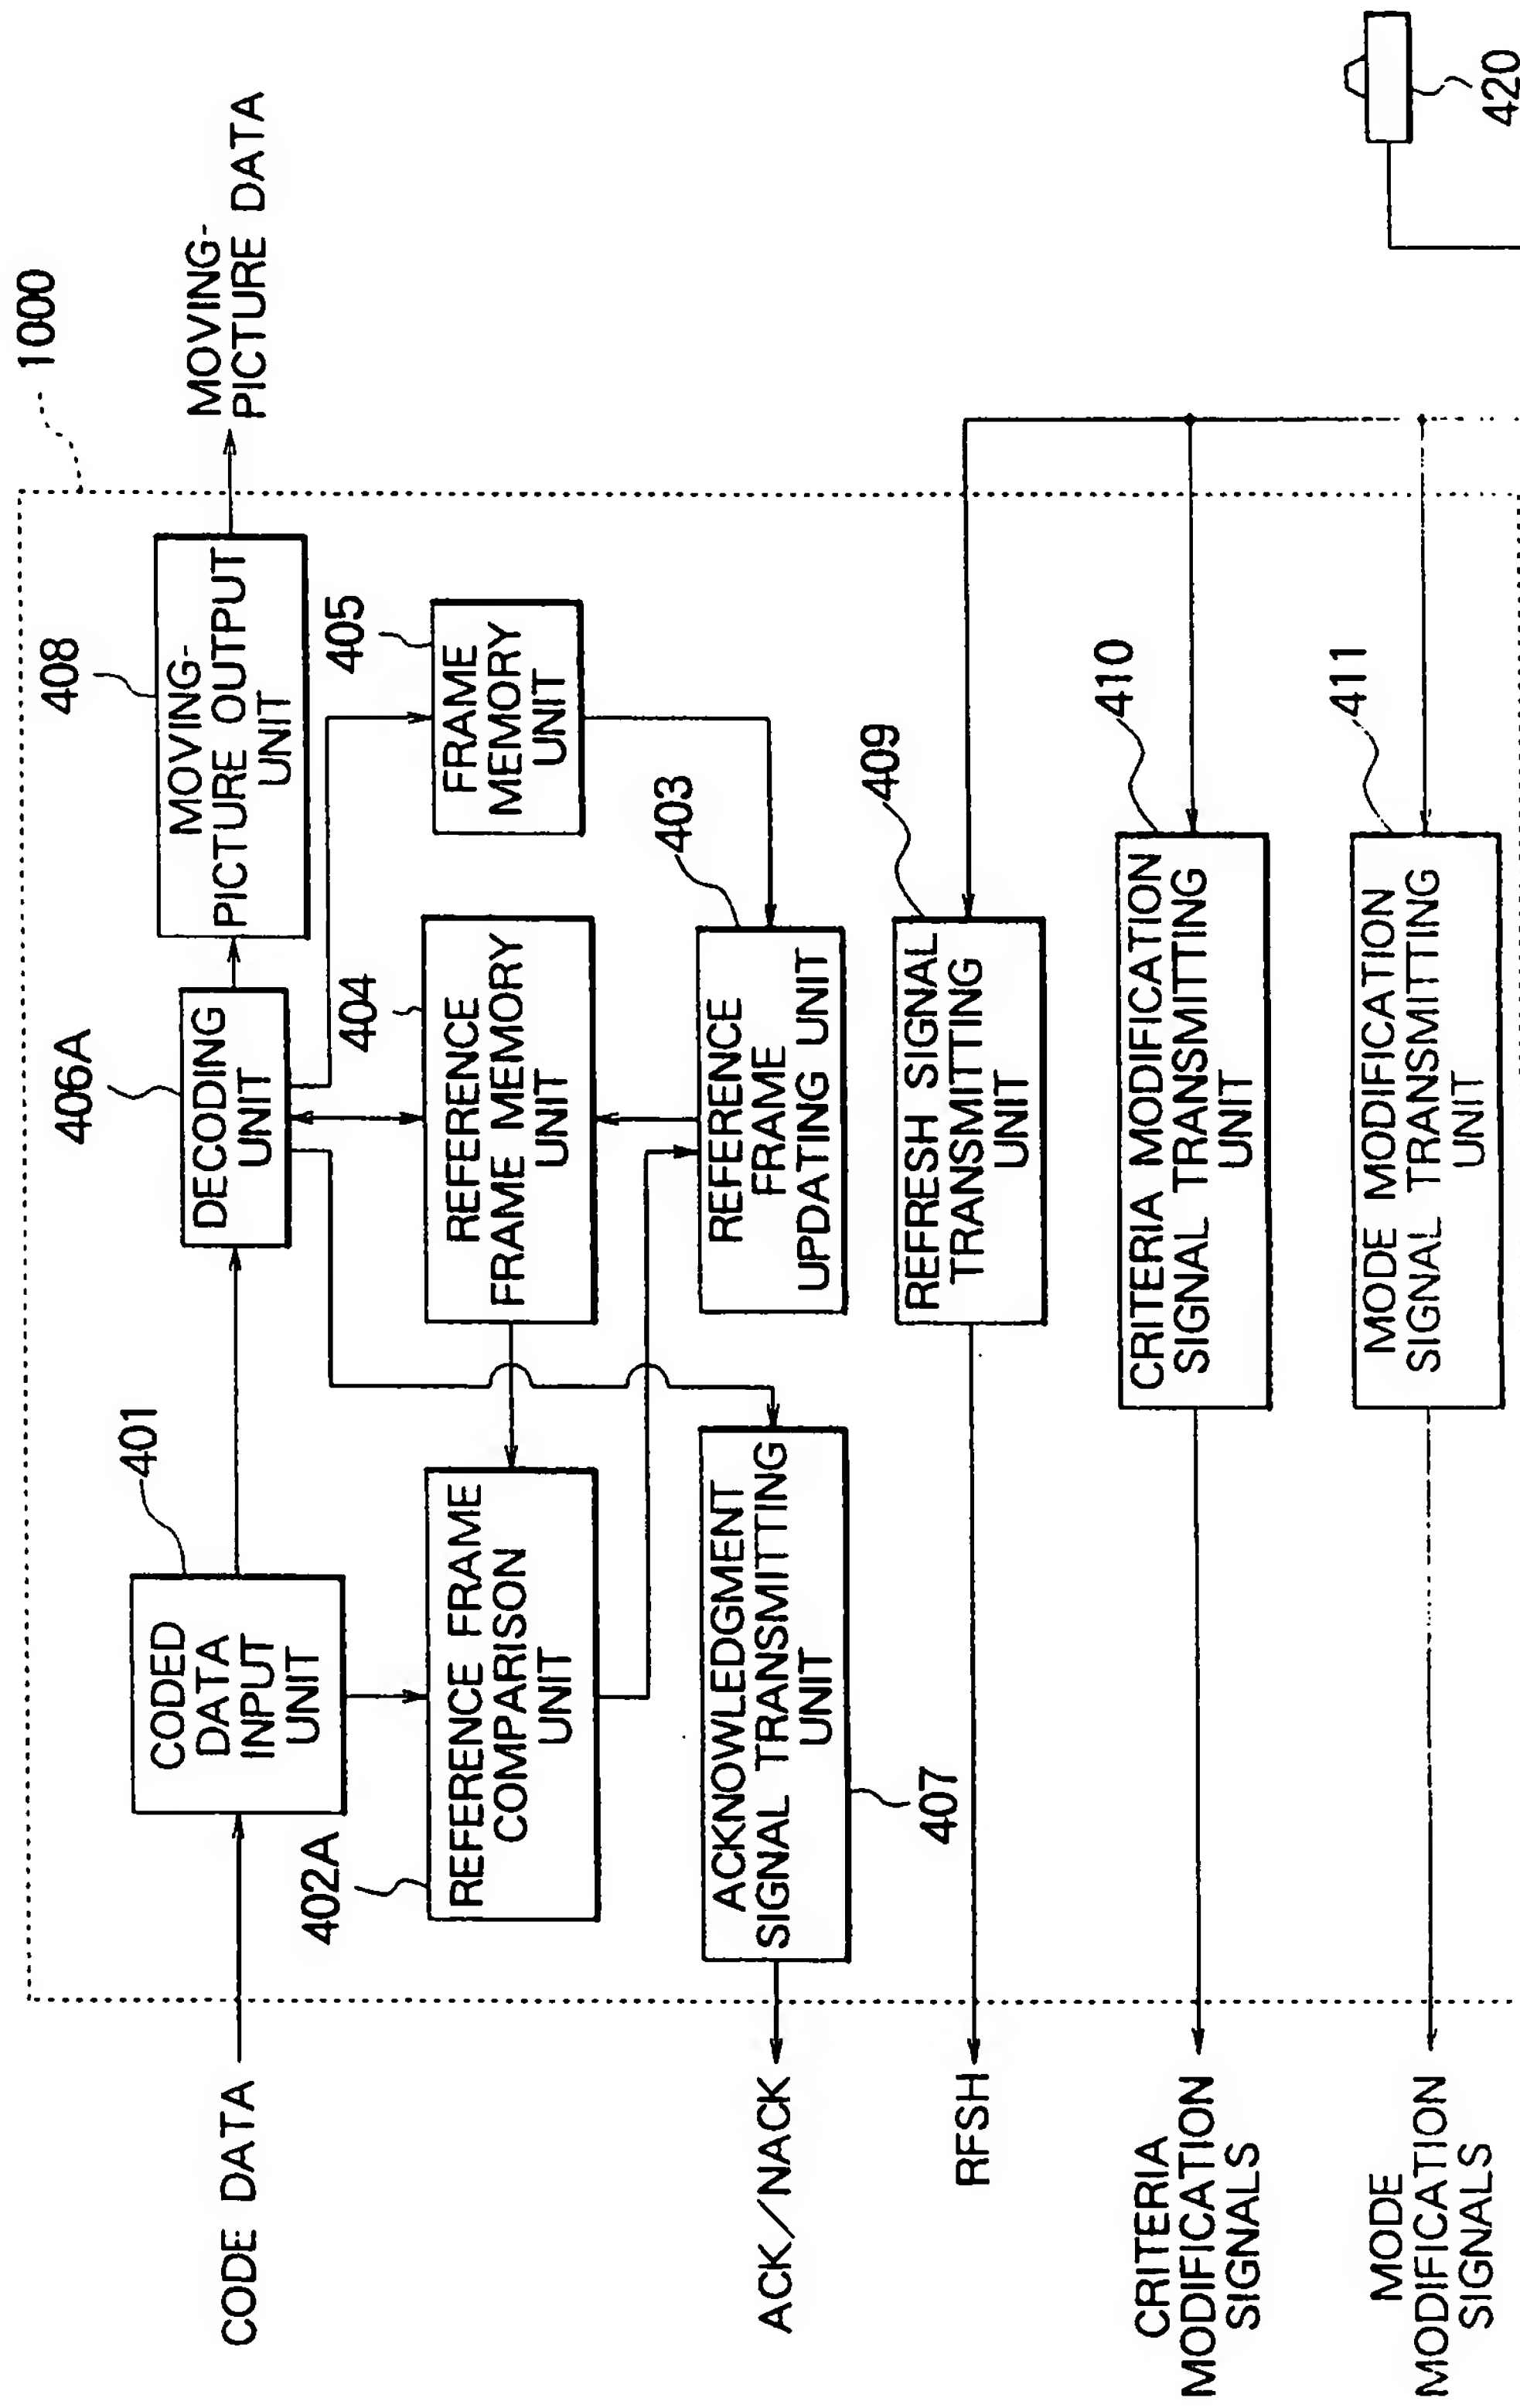 1000
CODE DATA
401
CODED
DATA
INPUT
UNIT
406A
DECODING
UNIT
408
MOVING-
PICTURE OUTPUT
UNIT
MOVING-
PICTURE DATA
402A
REFERENCE FRAME
COMPARISON
UNIT
404
REFERENCE
FRAME MEMORY
UNIT
405
FRAME
MEMORY
UNIT
ACK/NACK
ACKNOWLEDGMENT
SIGNAL TRANSMITTING
UNIT
407
403
REFERENCE
FRAME
UPDATING UNIT
RFSH
409
REFRESH SIGNAL
TRANSMITTING
UNIT
CRITERIA
MODIFICATION
SIGNALS
410
CRITERIA MODIFICATION
SIGNAL TRANSMITTING
UNIT
MODE
MODIFICATION
SIGNALS
411
MODE MODIFICATION
SIGNAL TRANSMITTING
UNIT
420